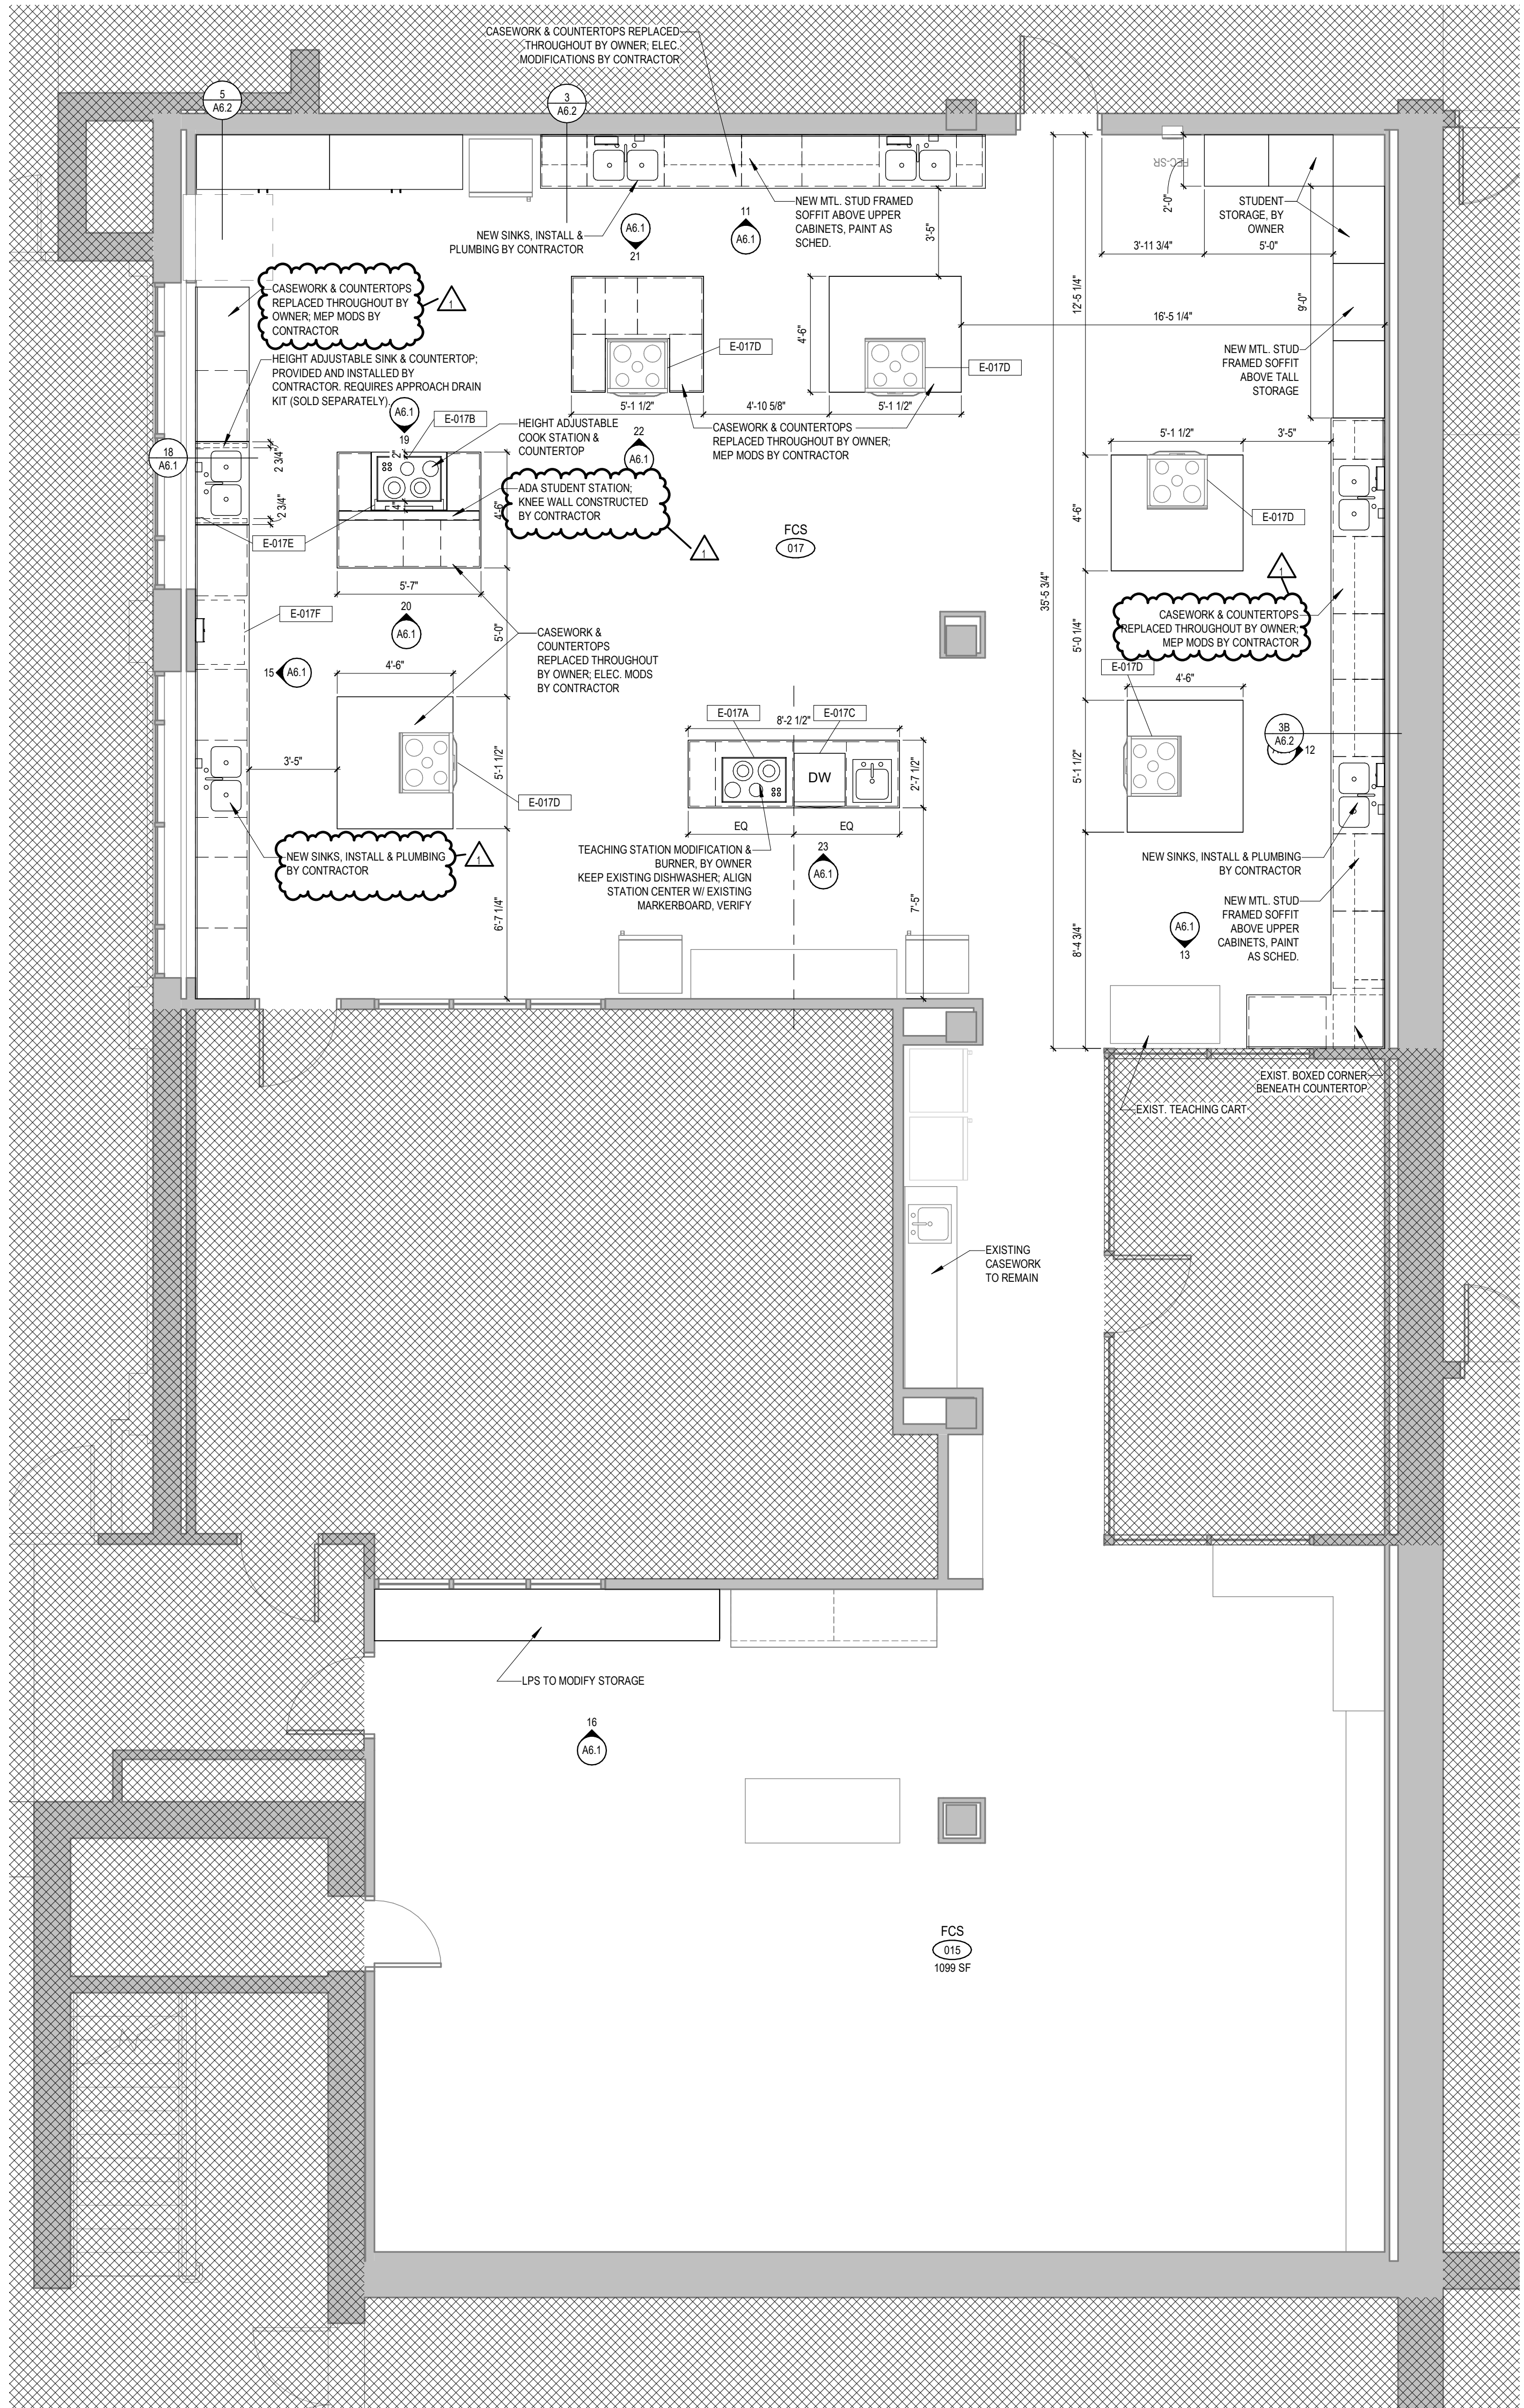 CASEWORK & COUNTERTOPS REPLACED
THROUGHOUT BY OWNER; ELEC.
MODIFICATIONS BY CONTRACTOR
5
A6.2
3
A6.2
FEC-SR
2'-0"
STUDENT
STORAGE, BY
OWNER
3'-11 3/4"
5'-0"
NEW MTL. STUD FRAMED
SOFFIT ABOVE UPPER
CABINETS, PAINT AS
SCHED.
11
A6.1
A6.1
21
NEW SINKS, INSTALL &
PLUMBING BY CONTRACTOR
3'-5"
CASEWORK & COUNTERTOPS
REPLACED THROUGHOUT BY
OWNER; MEP MODS BY
CONTRACTOR
1
12'-5 1/4"
9'-0"
16'-5 1/4"
4'-6"
E-017D
E-017D
NEW MTL. STUD
FRAMED SOFFIT
ABOVE TALL
STORAGE
HEIGHT ADJUSTABLE SINK & COUNTERTOP;
PROVIDED AND INSTALLED BY
CONTRACTOR. REQUIRES APPROACH DRAIN
KIT (SOLD SEPARATELY).
5'-1 1/2"
4'-10 5/8"
5'-1 1/2"
A6.1
19
E-017B
HEIGHT ADJUSTABLE
COOK STATION &
COUNTERTOP
22
A6.1
CASEWORK & COUNTERTOPS
REPLACED THROUGHOUT BY OWNER;
MEP MODS BY CONTRACTOR
5'-1 1/2"
3'-5"
18
A6.1
2 3/4"
2 3/4"
2"
4"
4'-6"
ADA STUDENT STATION;
KNEE WALL CONSTRUCTED
BY CONTRACTOR
1
4'-6"
E-017D
E-017E
FCS
017
5'-7"
1
35'-5 3/4"
E-017F
20
A6.1
5'-0"
CASEWORK &
COUNTERTOPS
REPLACED THROUGHOUT
BY OWNER; ELEC. MODS
BY CONTRACTOR
5'-0 1/4"
CASEWORK & COUNTERTOPS
REPLACED THROUGHOUT BY OWNER;
MEP MODS BY CONTRACTOR
15
A6.1
4'-6"
E-017D
4'-6"
E-017A
E-017C
8'-2 1/2"
3B
A6.2
12
3'-5"
5'-1 1/2"
DW
2'-7 1/2"
5'-1 1/2"
E-017D
EQ
EQ
NEW SINKS, INSTALL & PLUMBING
BY CONTRACTOR
1
TEACHING STATION MODIFICATION &
BURNER, BY OWNER
KEEP EXISTING DISHWASHER; ALIGN
STATION CENTER W/ EXISTING
MARKERBOARD, VERIFY
23
A6.1
NEW SINKS, INSTALL & PLUMBING
BY CONTRACTOR
6'-7 1/4"
7'-5"
8'-4 3/4"
A6.1
13
NEW MTL. STUD
FRAMED SOFFIT
ABOVE UPPER
CABINETS, PAINT
AS SCHED.
EXIST. BOXED CORNER
BENEATH COUNTERTOP
EXIST. TEACHING CART
EXISTING
CASEWORK
TO REMAIN
LPS TO MODIFY STORAGE
16
A6.1
FCS
015
1099 SF